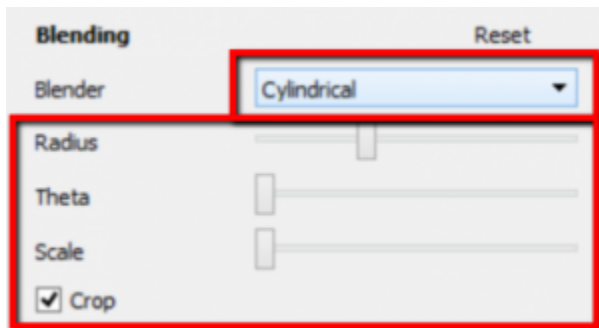 Blending Reset
Blender Cylindrical
Radius
Theta
Scale
Crop